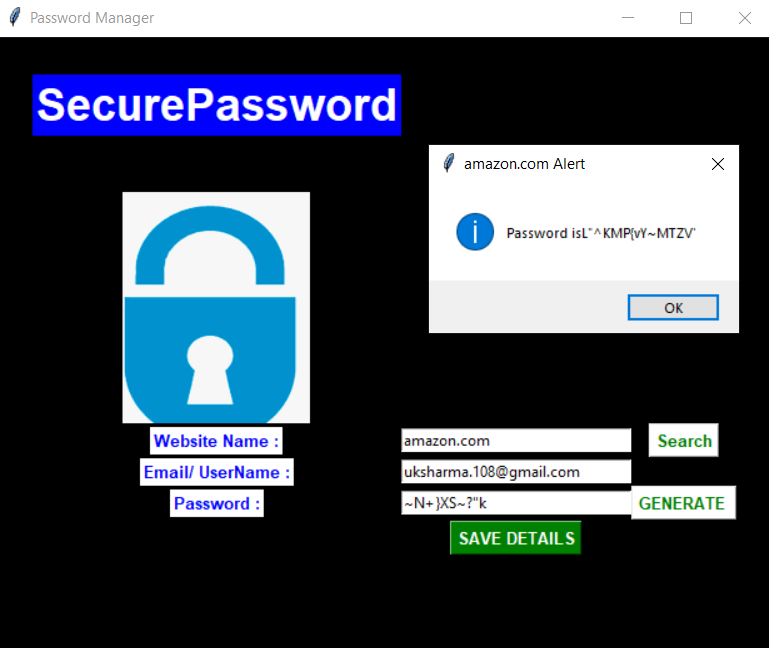 Password Manager
SecurePassword
amazon.com Alert
Password isL"^KMP{vY~MTZV'
OK
Website Name :
amazon.com
Search
Email/ UserName :
uksharma.108@gmail.com
Password :
~N+}XS~?"k
GENERATE
SAVE DETAILS